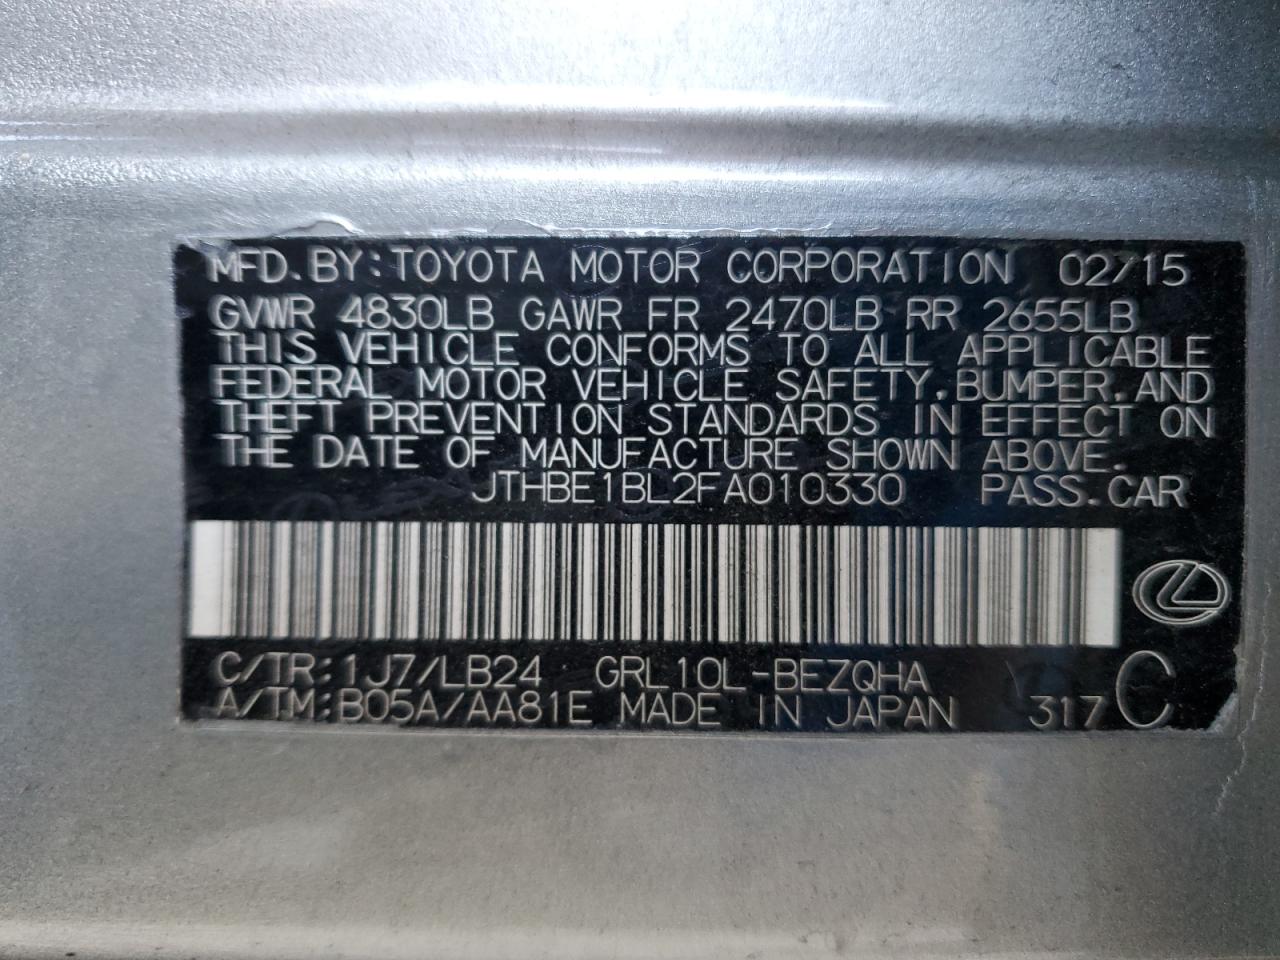 MFD.BY:TOYOTA MOTOR CORPORATION 02/15
GVWR 4830LB GAWR FR 2470LB RR 2655LB
THIS VEHICLE CONFORMS TO ALL APPLICABLE
FEDERAL MOTOR VEHICLE SAFETY,BUMPER,AND
THEFT PREVENTION STANDARDS IN EFFECT ON
THE DATE OF MANUFACTURE SHOWN ABOVE.
JTHBE1BL2FA010330 PASS.CAR
C/TR:1J7/LB24 GRL10L-BEZQHA
A/TM:B05A/AA81E MADE IN JAPAN 317 C